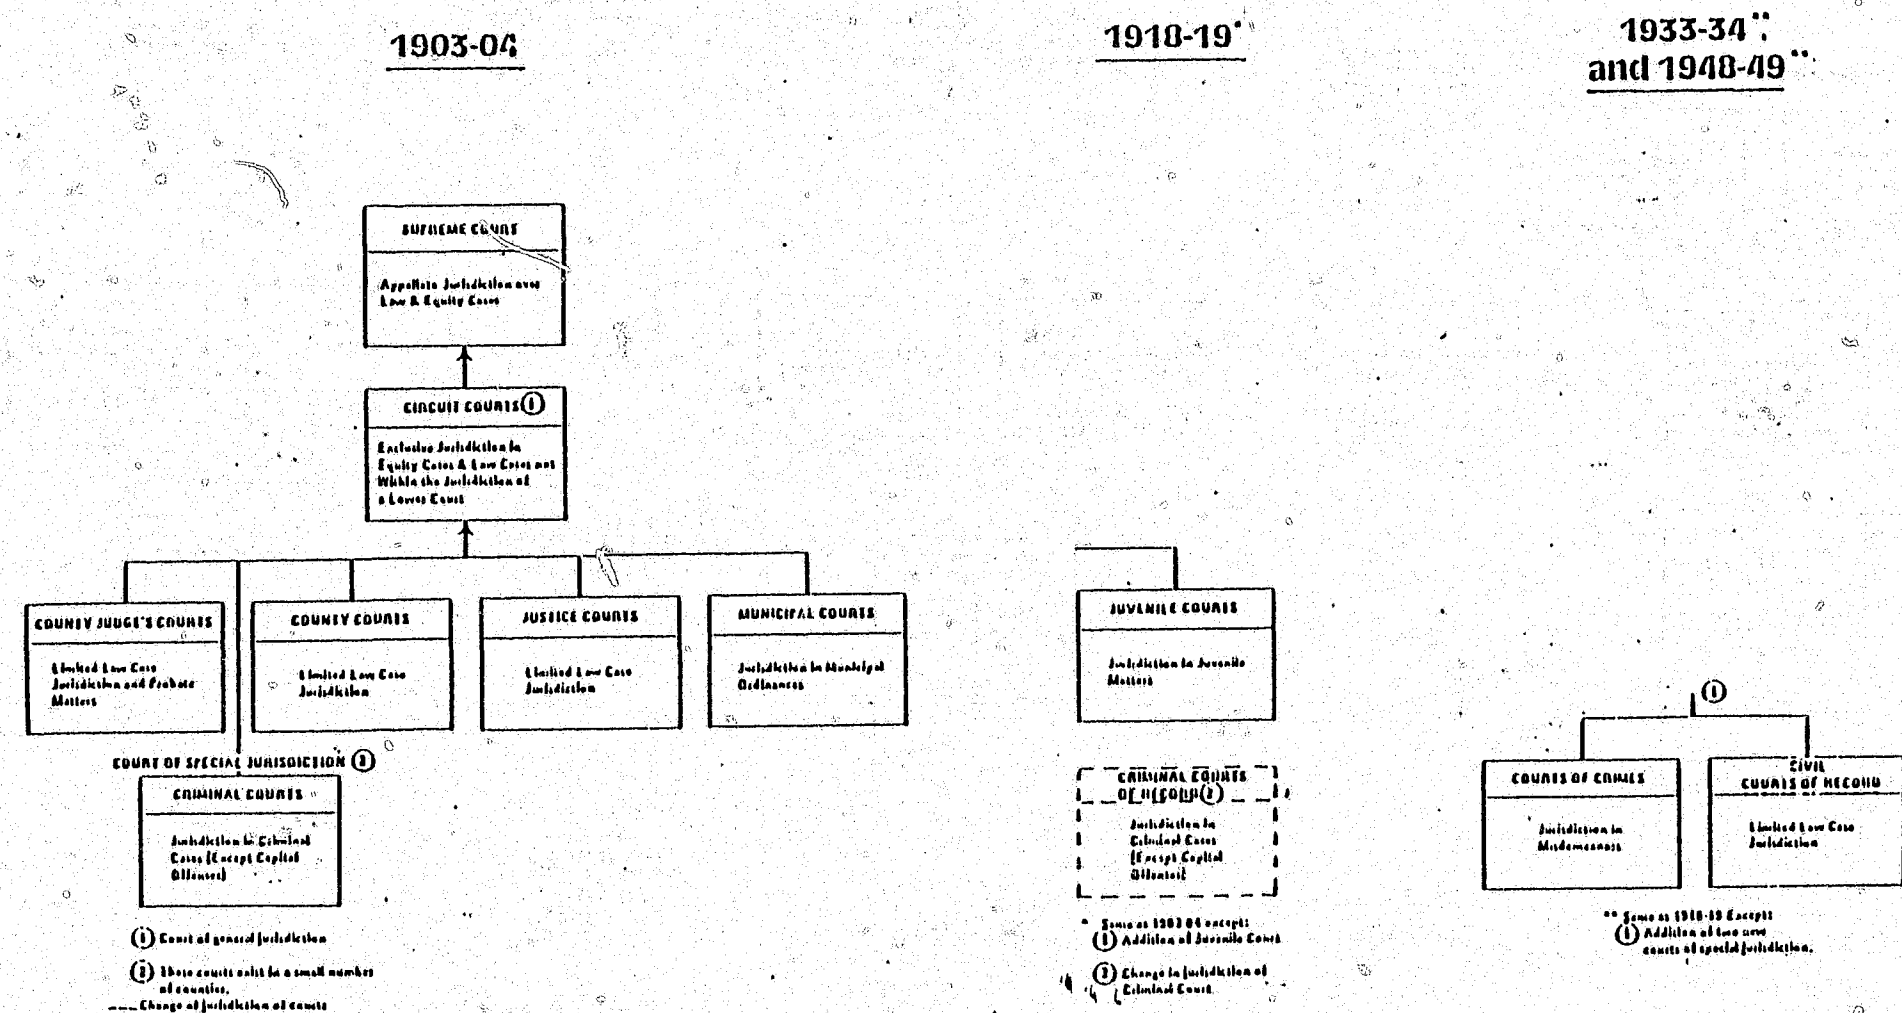 1903-04
SUPREME COURT
Appellate Jurisdiction over
Law & Equity Cases
CIRCUIT COURTS (1)
Exclusive Jurisdiction in
Equity Cases & Law Cases not
Within the Jurisdiction of
a Lower Court
COUNTY JUDGE'S COURTS
Limited Law Case
Jurisdiction and Probate
Matters
COUNTY COURTS
Limited Law Case
Jurisdiction
JUSTICE COURTS
Limited Law Case
Jurisdiction
MUNICIPAL COURTS
Jurisdiction in Municipal
Ordinances
COURT OF SPECIAL JURISDICTION (2)
CRIMINAL COURTS
Jurisdiction in Criminal
Cases (Except Capital
Offenses)
(1) Court of general jurisdiction
(2) These courts exist in a small number
of counties.
--- Change of jurisdiction of courts
1918-19*
JUVENILE COURTS
Jurisdiction in Juvenile
Matters
CRIMINAL COURTS
OF RECORD (2)
Jurisdiction in
Criminal Cases
(Except Capital
Offenses)
* Same as 1903-04 except:
(1) Addition of Juvenile Court
(2) Change in jurisdiction of
Criminal Court
1933-34**
and 1948-49**
(1)
COURTS OF CRIMES
Jurisdiction in
Misdemeanors
CIVIL
COURTS OF RECORD
Limited Law Case
Jurisdiction
** Same as 1918-19 Except:
(1) Addition of two new
courts of special jurisdiction.